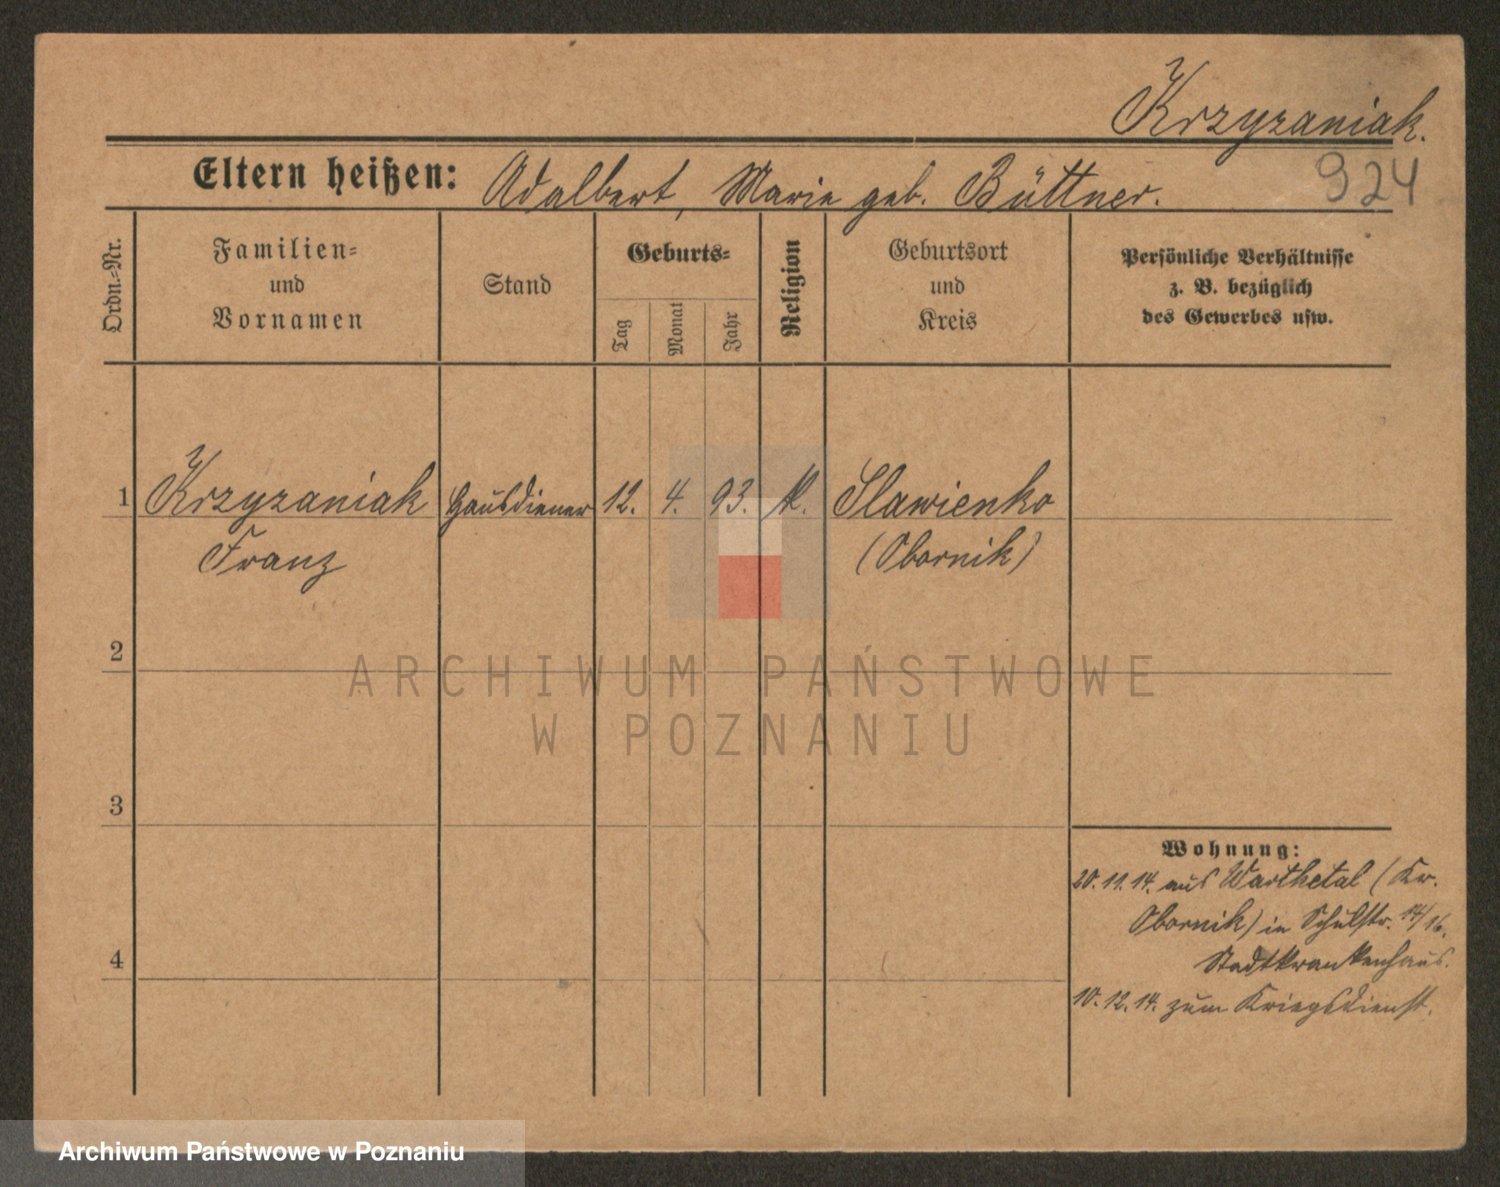 Krzyzaniak.
924
Eltern heißen: Adalbert, Marie geb. Büttner.
Ordn.=Nr.
Familien=
und
Vornamen
Stand
Geburts=
Tag
Monat
Jahr
Religion
Geburtsort
und
Kreis
Persönliche Verhältnisse
z. B. bezüglich
des Gewerbes usw.
1 Krzyzaniak Hausdiener 12. 4. 93. k. Slawienko
Franz (Obornik)
2
ARCHIWUM PAŃSTWOWE
W POZNANIU
3
Wohnung:
20.11.14. aus Warthetal (Kr.
Obornik) in Schulstr. 14/16.
Stadtkrankenhaus.
4
10.12.14. zum Kriegsdienst.
Archiwum Państwowe w Poznaniu